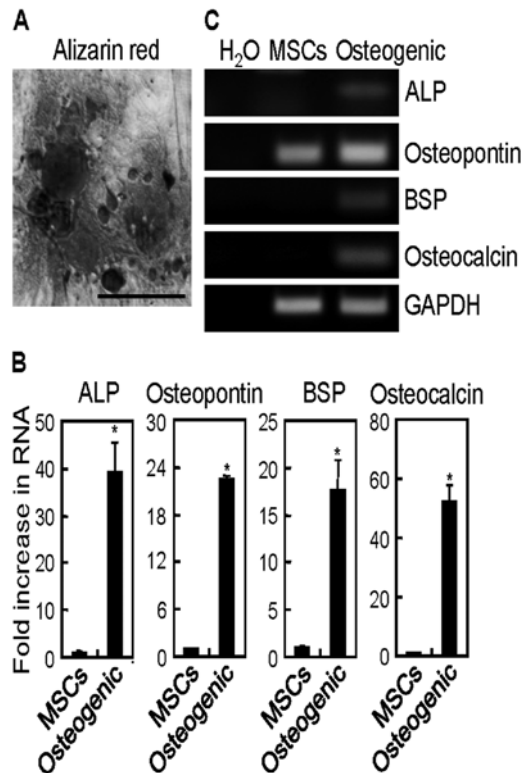 A
Alizarin red
C
H₂O MSCs Osteogenic
ALP
Osteopontin
BSP
Osteocalcin
GAPDH
B
ALP Osteopontin BSP Osteocalcin
Fold increase in RNA
50
40
30
20
10
0
*
MSCs
Osteogenic
30
24
18
12
6
0
*
MSCs
Osteogenic
25
20
15
10
5
0
*
MSCs
Osteogenic
80
60
40
20
0
*
MSCs
Osteogenic